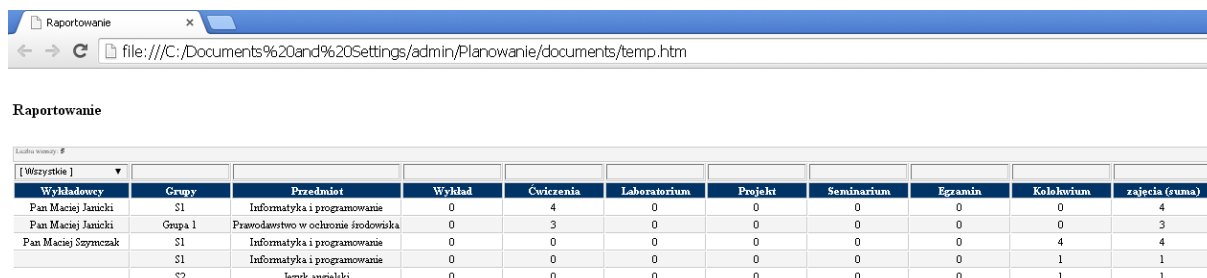 Raportowanie
file:///C:/Documents%20and%20Settings/admin/Planowanie/documents/temp.htm
Raportowanie
Liczba wierszy:
[ Wszystkie ]
Wykładowcy Grupy Przedmiot Wykład Ćwiczenia Laboratorium Projekt Seminarium Egzamin Kolokwium zajęcia (suma)
Pan Maciej Janicki S1 Informatyka i programowanie 0 4 0 0 0 0 0 4
Pan Maciej Janicki Grupa 1 Prawodawstwo w ochronie środowiska 0 3 0 0 0 0 0 3
Pan Maciej Szymczak S1 Informatyka i programowanie 0 0 0 0 0 0 4 4
S1 Informatyka i programowanie 0 0 0 0 0 0 1 1
S2 Język angielski 0 0 0 0 0 0 1 1